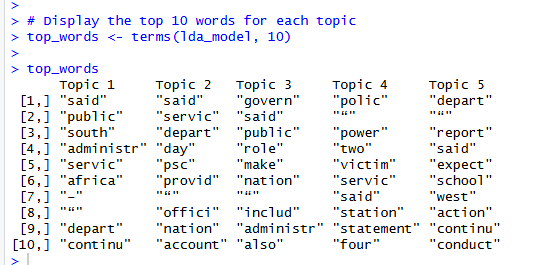 >
> # Display the top 10 words for each topic
> top_words <- terms(lda_model, 10)
>
> top_words
      Topic 1     Topic 2   Topic 3     Topic 4     Topic 5
 [1,] "said"      "said"    "govern"    "polic"     "depart"
 [2,] "public"    "servic"  "said"      "“"         "“"
 [3,] "south"     "depart"  "public"    "power"     "report"
 [4,] "administr" "day"     "role"      "two"       "said"
 [5,] "servic"    "psc"     "make"      "victim"    "expect"
 [6,] "africa"    "provid"  "nation"    "servic"    "school"
 [7,] "–"         "“"       "“"         "said"      "west"
 [8,] "“"         "offici"  "includ"    "station"   "action"
 [9,] "depart"    "nation"  "administr" "statement" "continu"
[10,] "continu"   "account" "also"      "four"      "conduct"
>